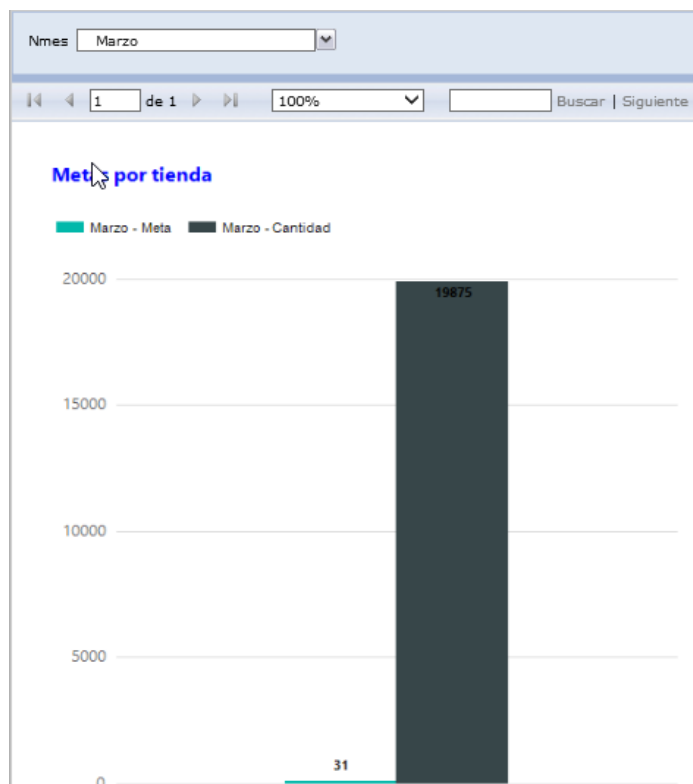 Nmes Marzo
1 de 1 100% Buscar | Siguiente
Metas por tienda
Marzo - Meta Marzo - Cantidad
20000
19875
15000
10000
5000
31
0